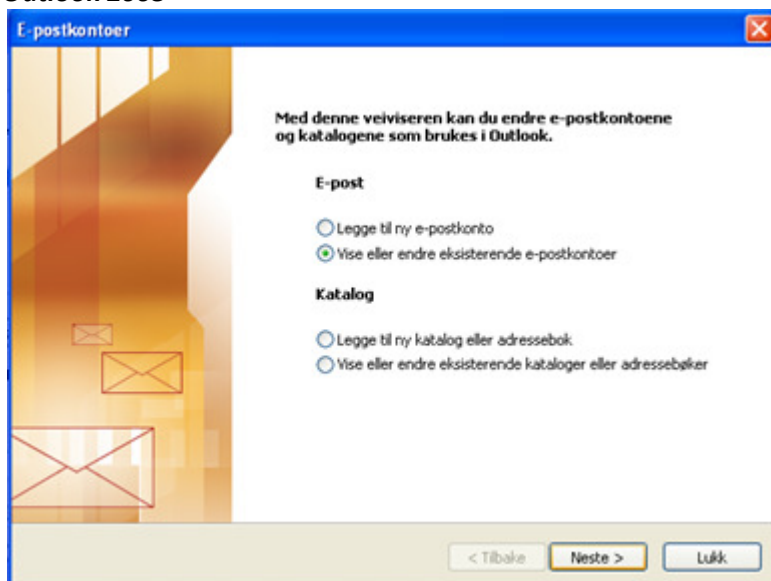 E-postkontoer
Med denne veiviseren kan du endre e-postkontoene
og katalogene som brukes i Outlook.
E-post
Legge til ny e-postkonto
Vise eller endre eksisterende e-postkontoer
Katalog
Legge til ny katalog eller adressebok
Vise eller endre eksisterende kataloger eller adressebøker
< Tilbake
Neste >
Lukk